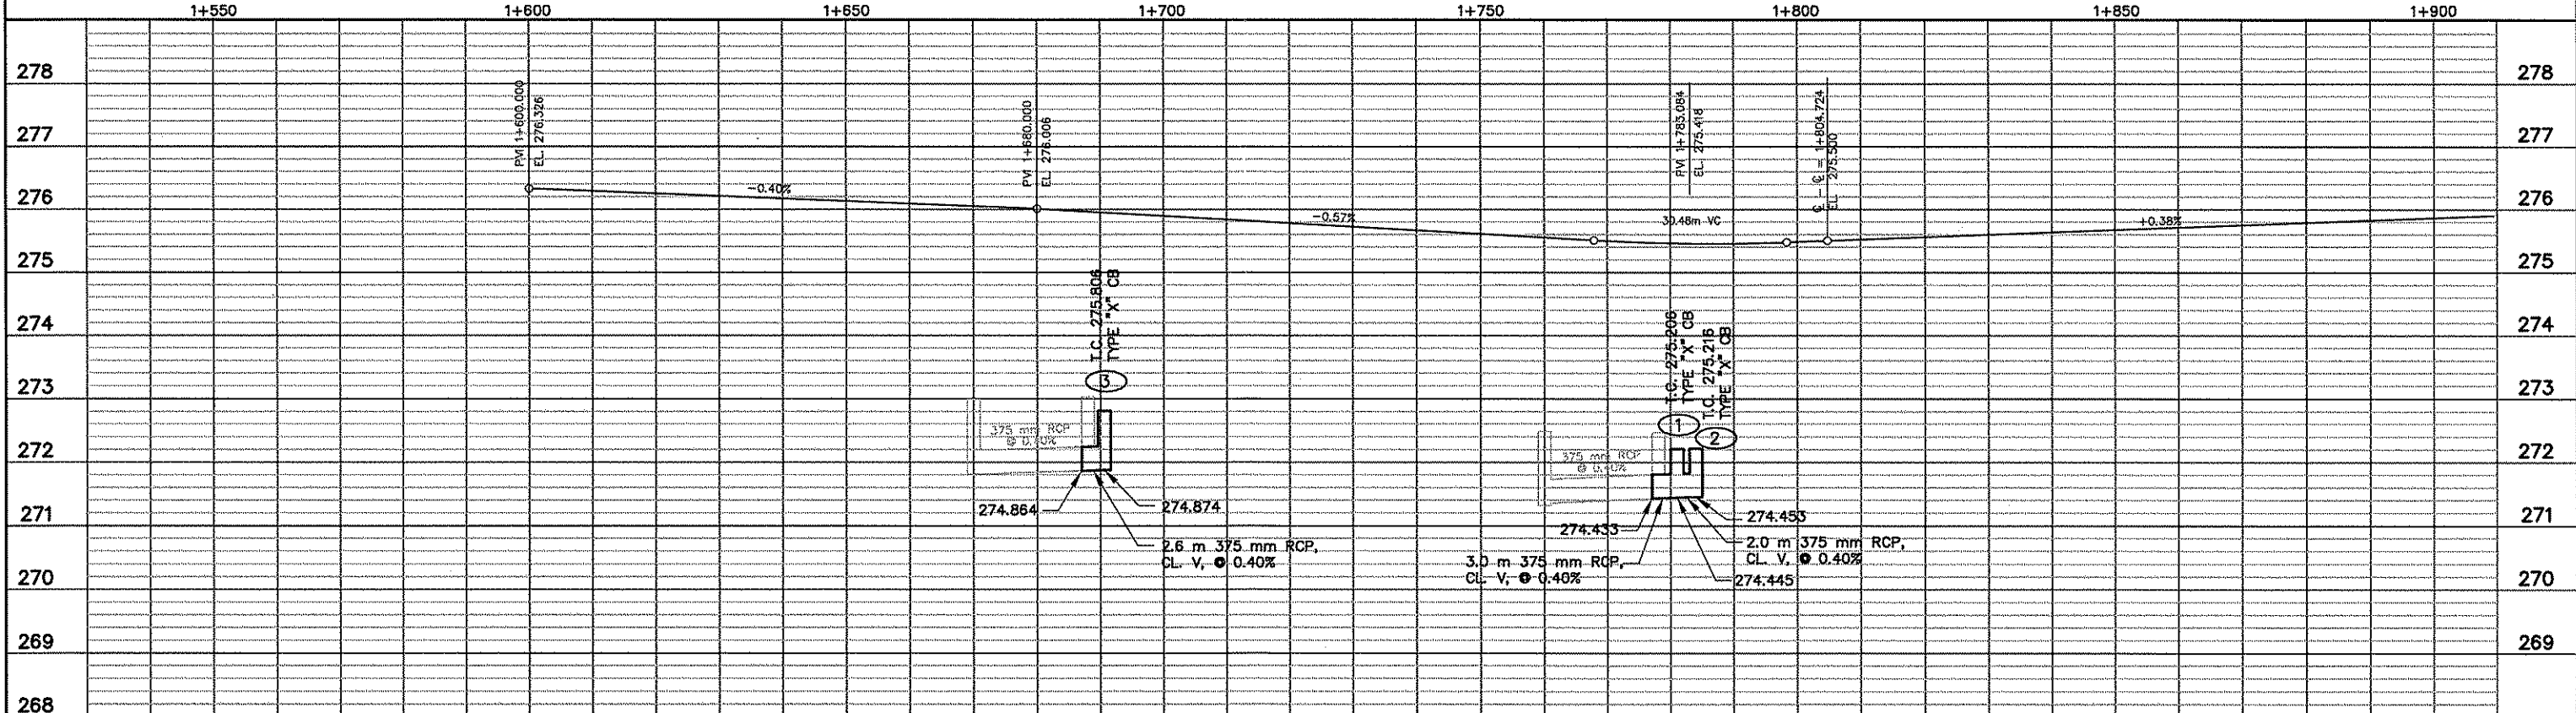 1+550 1+600 1+650 1+700 1+750 1+800 1+850 1+900
278 278
277 277
276 276
275 275
274 274
273 273
272 272
271 271
270 270
269 269
268
PVI 1+600.000
EL. 276.326
PVI 1+680.000
EL. 276.006
PVI 1+783.084
EL. 275.418
℄ - ℄ = 1+804.724
EL. 275.500
-0.40%
-0.57%
30.48m VC
+0.38%
T.C. 275.806
TYPE "X" CB
3
375 mm RCP
@ 0.40%
274.864
274.874
2.6 m 375 mm RCP,
CL. V, @ 0.40%
T.C. 275.206
TYPE "X" CB
T.C. 275.216
TYPE "X" CB
1
2
375 mm RCP
@ 0.40%
274.433
274.453
3.0 m 375 mm RCP,
CL. V, @ 0.40%
2.0 m 375 mm RCP,
CL. V, @ 0.40%
274.445